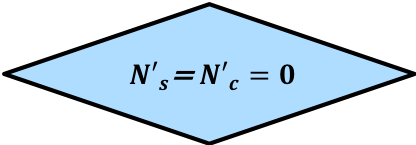 N′ₛ=N′꜀ = 0